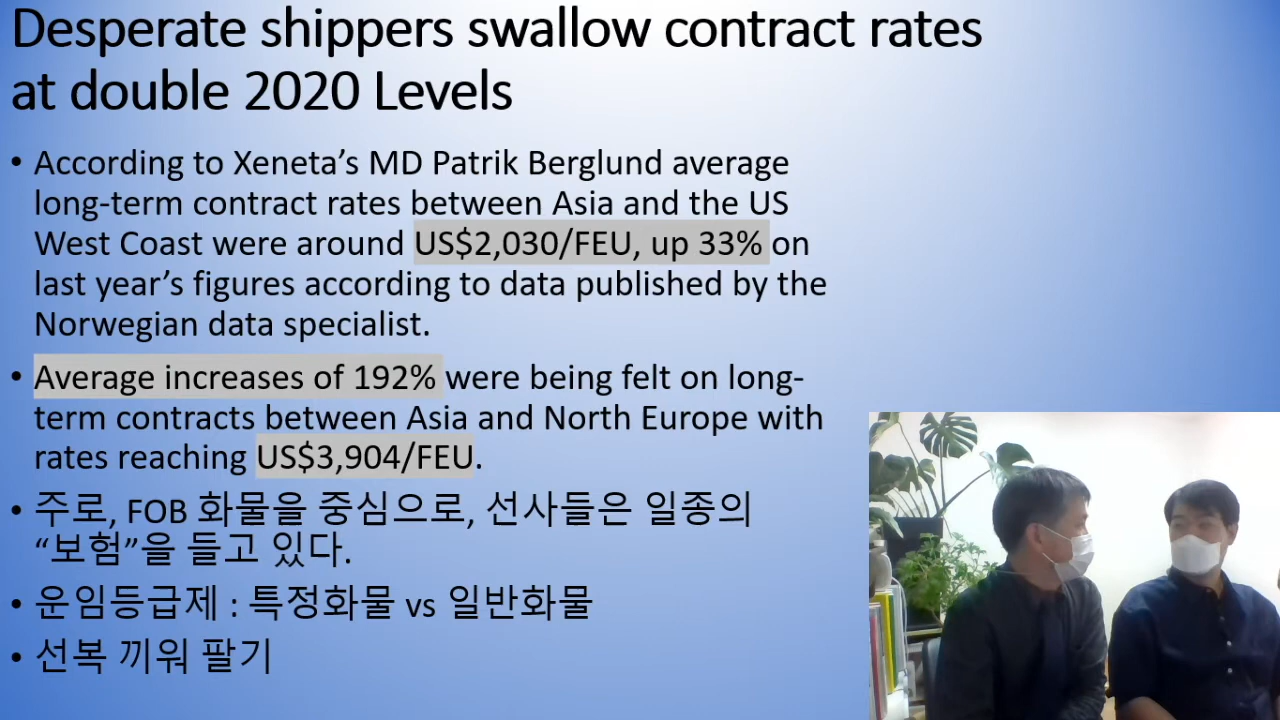 Desperate shippers swallow contract rates
at double 2020 Levels
• According to Xeneta’s MD Patrik Berglund average
long-term contract rates between Asia and the US
West Coast were around US$2,030/FEU, up 33% on
last year’s figures according to data published by the
Norwegian data specialist.
• Average increases of 192% were being felt on long-
term contracts between Asia and North Europe with
rates reaching US$3,904/FEU.
• 주로, FOB 화물을 중심으로, 선사들은 일종의
“보험”을 들고 있다.
• 운임등급제 : 특정화물 vs 일반화물
• 선복 끼워 팔기